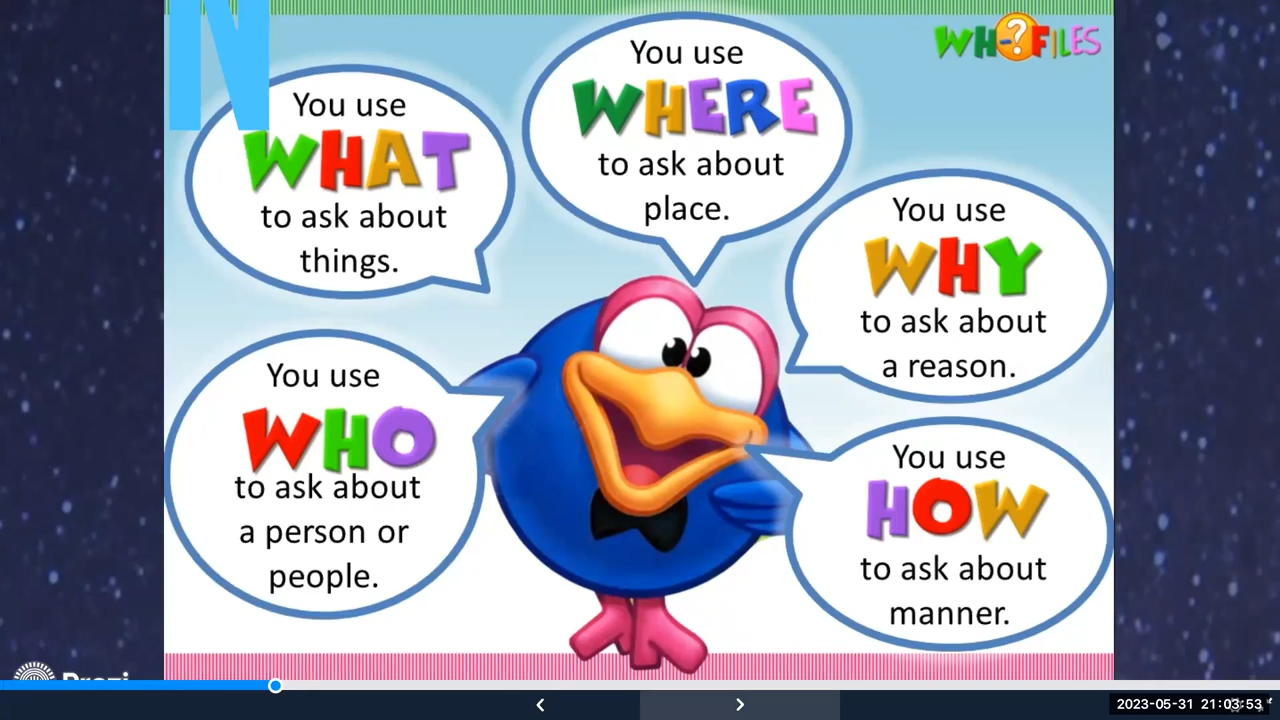 N
WH-?FILES
You use
WHAT
to ask about
things.
You use
WHERE
to ask about
place.
You use
WHY
to ask about
a reason.
You use
WHO
to ask about
a person or
people.
You use
HOW
to ask about
manner.
Prezi
2023-05-31 21:03:53